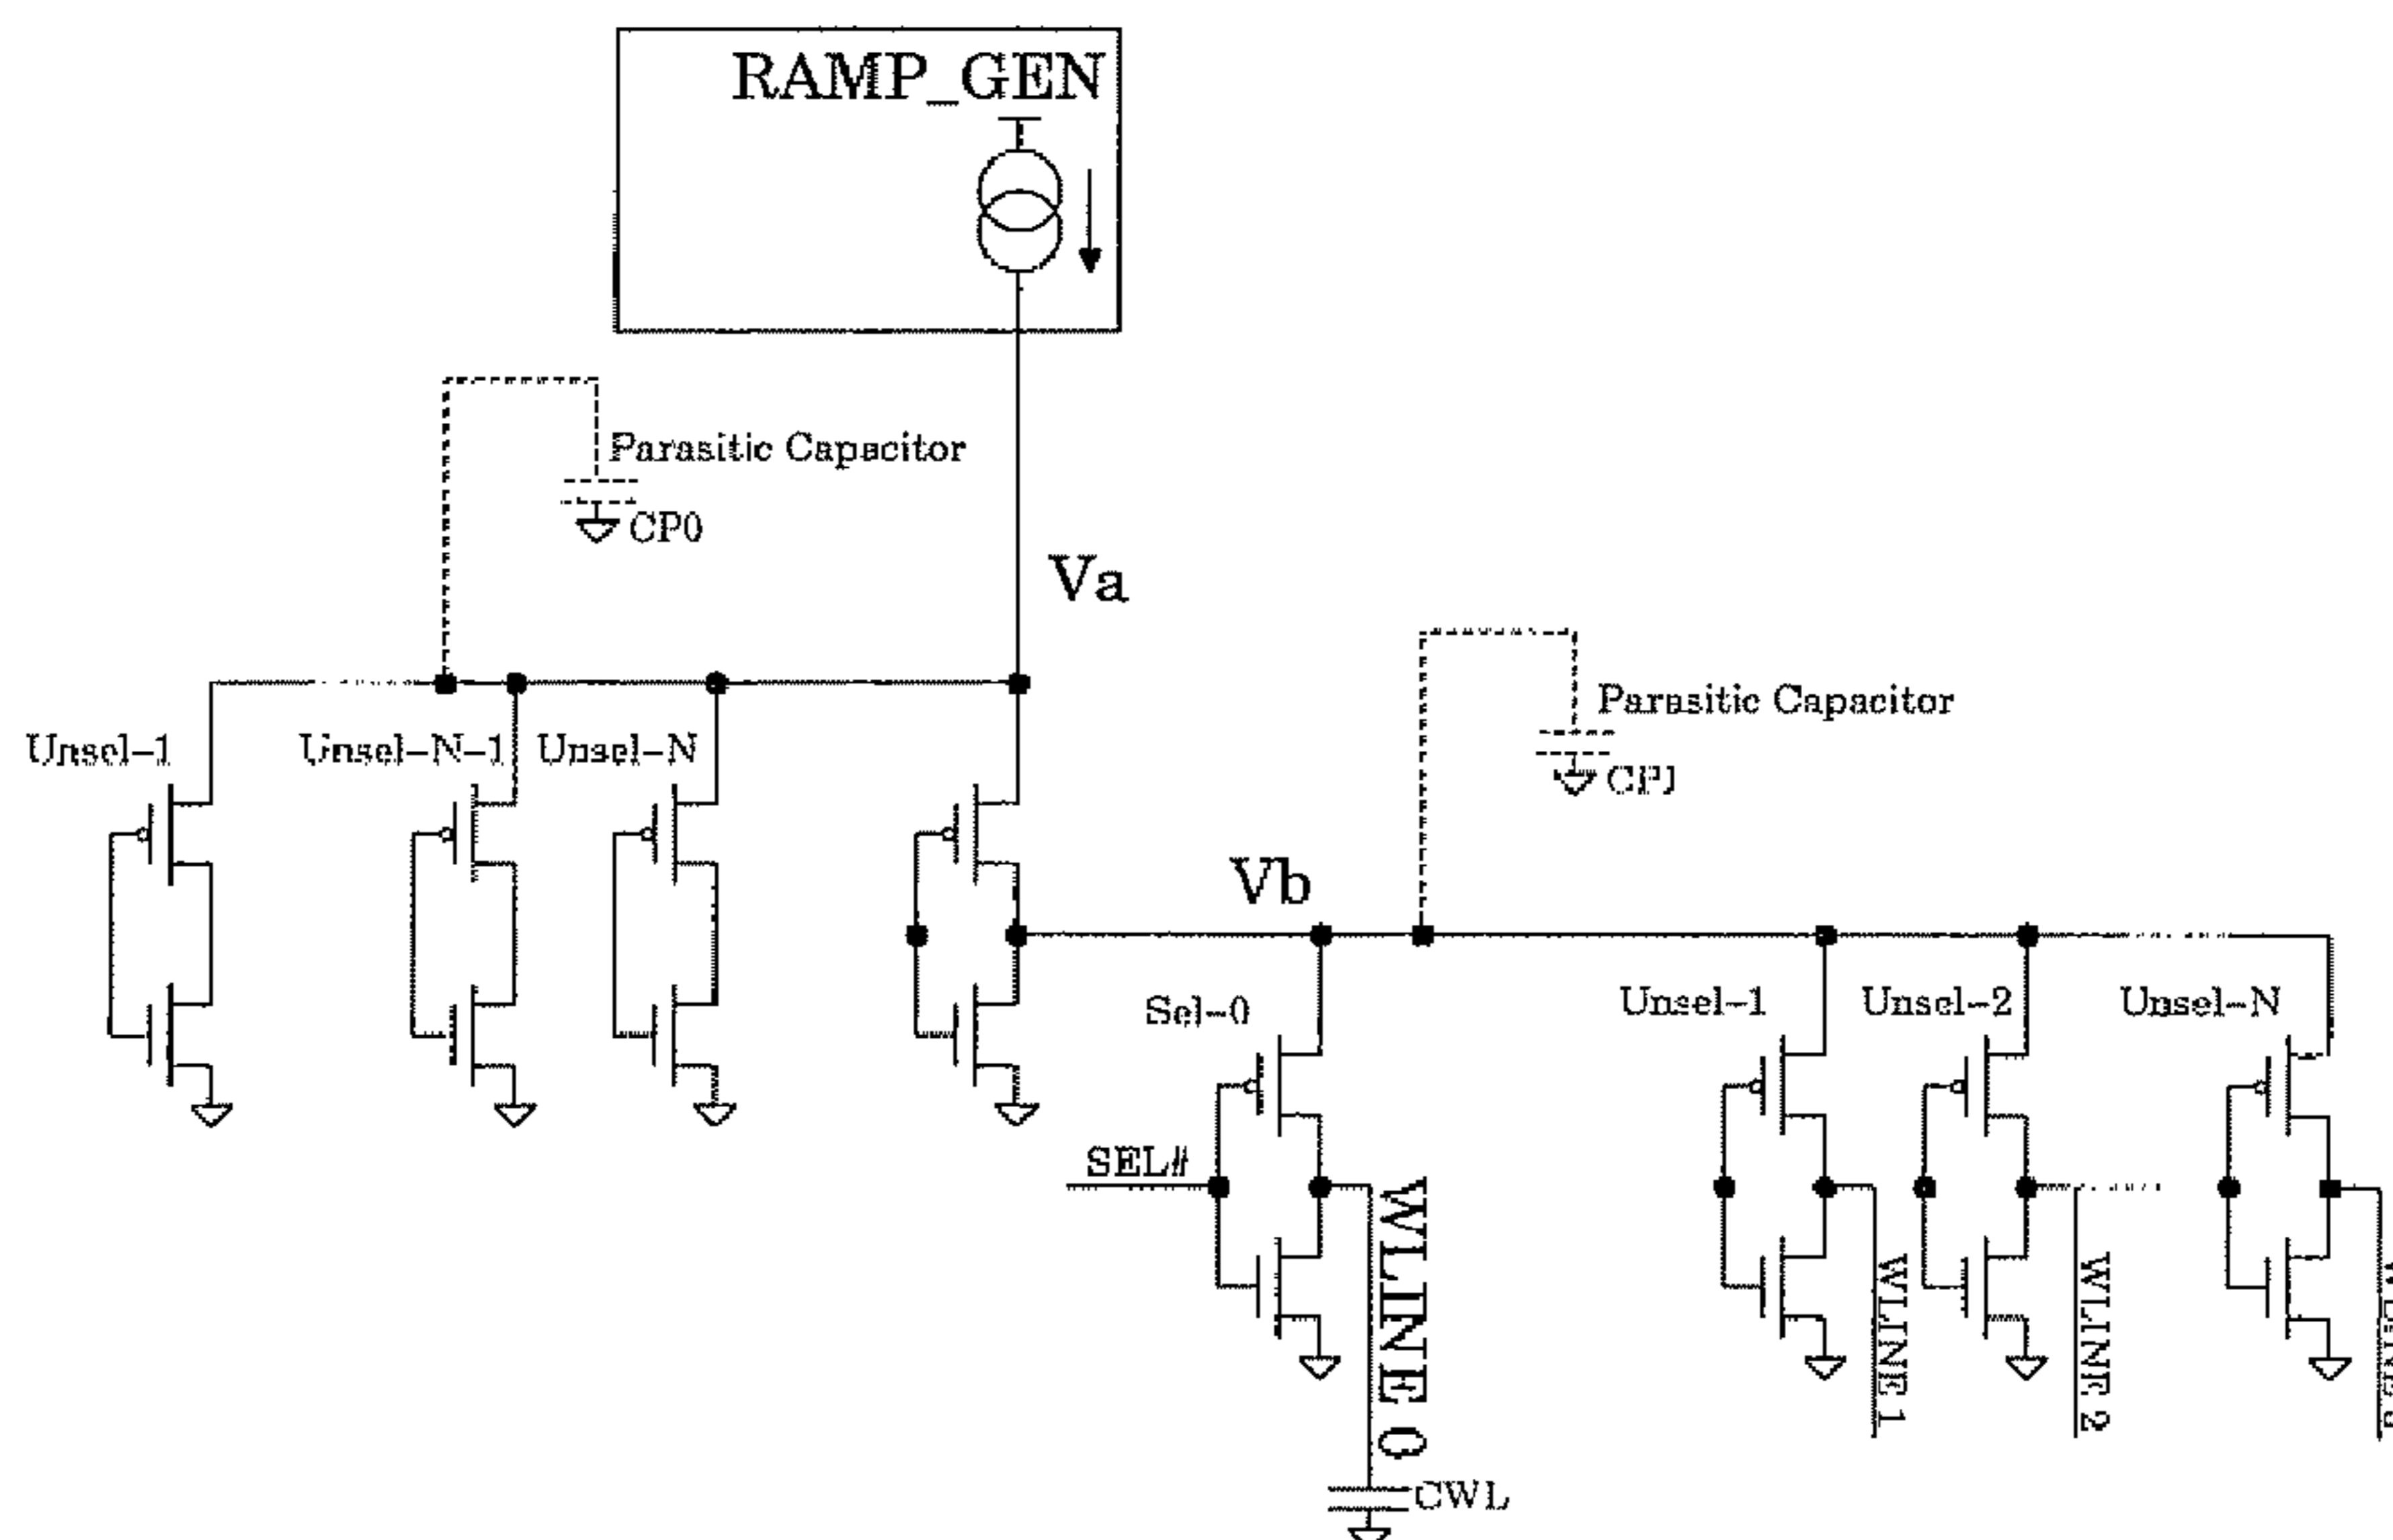 RAMP_GEN
Parasitic Capacitor
CP0
Va
Parasitic Capacitor
CP1
Unsel-1
Unsel-N-1
Unsel-N
Vb
Sel-0
Unsel-1
Unsel-2
Unsel-N
SEL#
WLINE 0
WLINE 1
WLINE 2
CWL